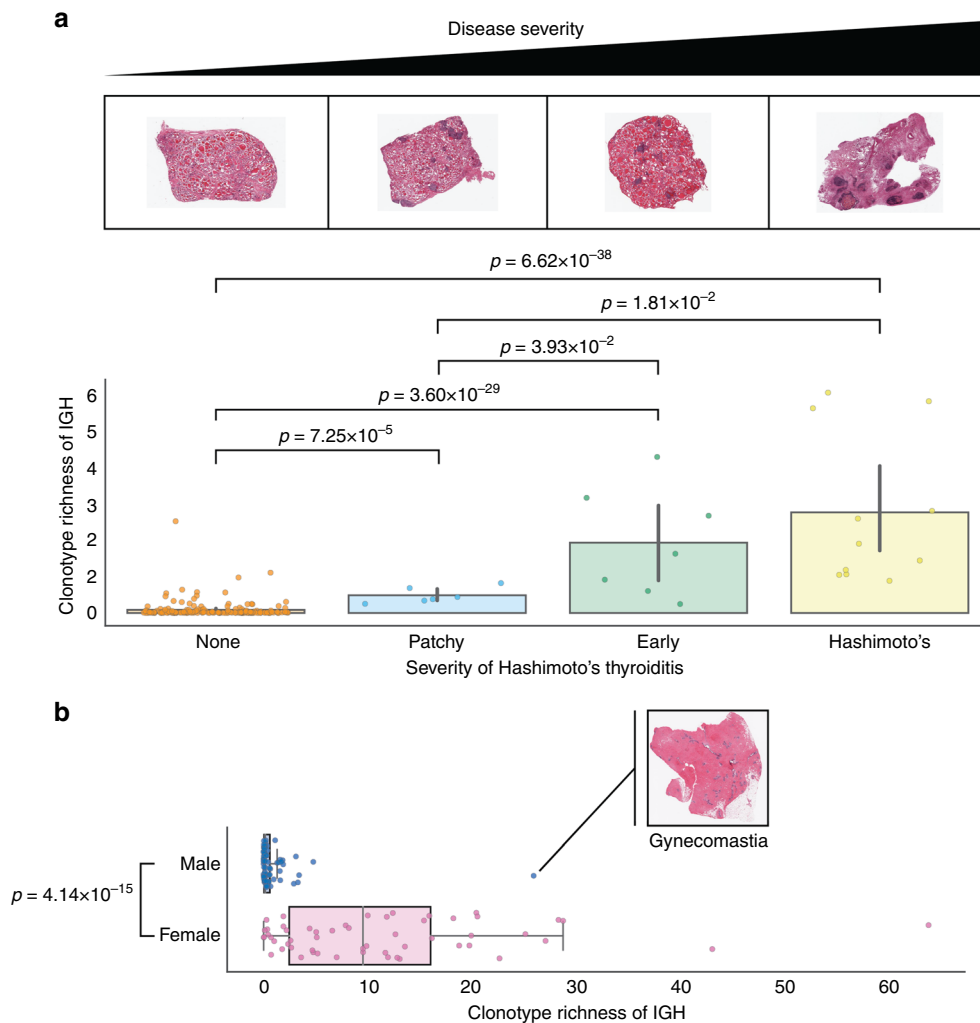 a
Disease severity
p = 6.62×10⁻³⁸
p = 1.81×10⁻²
p = 3.93×10⁻²
p = 3.60×10⁻²⁹
p = 7.25×10⁻⁵
Clonotype richness of IGH
6
5
4
3
2
2
0
None Patchy Early Hashimoto's
Severity of Hashimoto's thyroiditis
b
Gynecomastia
Male
p = 4.14×10⁻¹⁵
Female
0 10 20 30 40 50 60
Clonotype richness of IGH